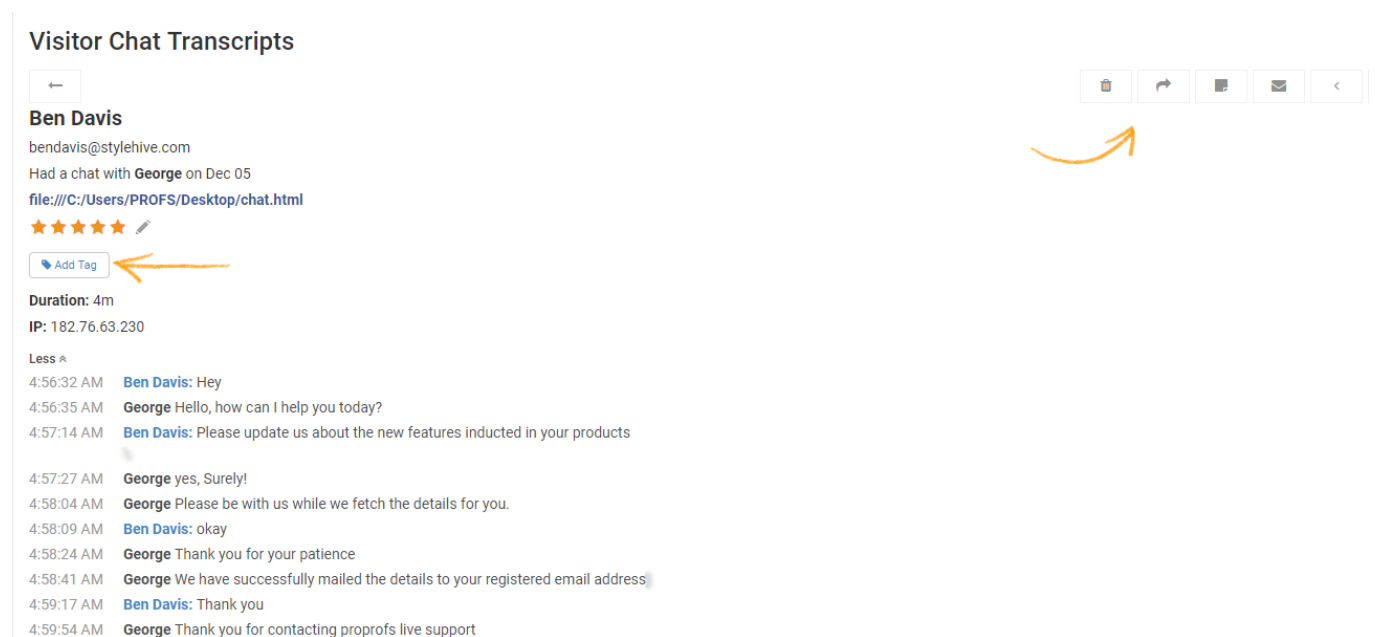 Visitor Chat Transcripts
Ben Davis
bendavis@stylehive.com
Had a chat with George on Dec 05
file:///C:/Users/PROFS/Desktop/chat.html
Add Tag
Duration: 4m
IP: 182.76.63.230
Less
4:56:32 AM Ben Davis: Hey
4:56:35 AM George Hello, how can I help you today?
4:57:14 AM Ben Davis: Please update us about the new features inducted in your products
4:57:27 AM George yes, Surely!
4:58:04 AM George Please be with us while we fetch the details for you.
4:58:09 AM Ben Davis: okay
4:58:24 AM George Thank you for your patience
4:58:41 AM George We have successfully mailed the details to your registered email address
4:59:17 AM Ben Davis: Thank you
4:59:54 AM George Thank you for contacting proprofs live support